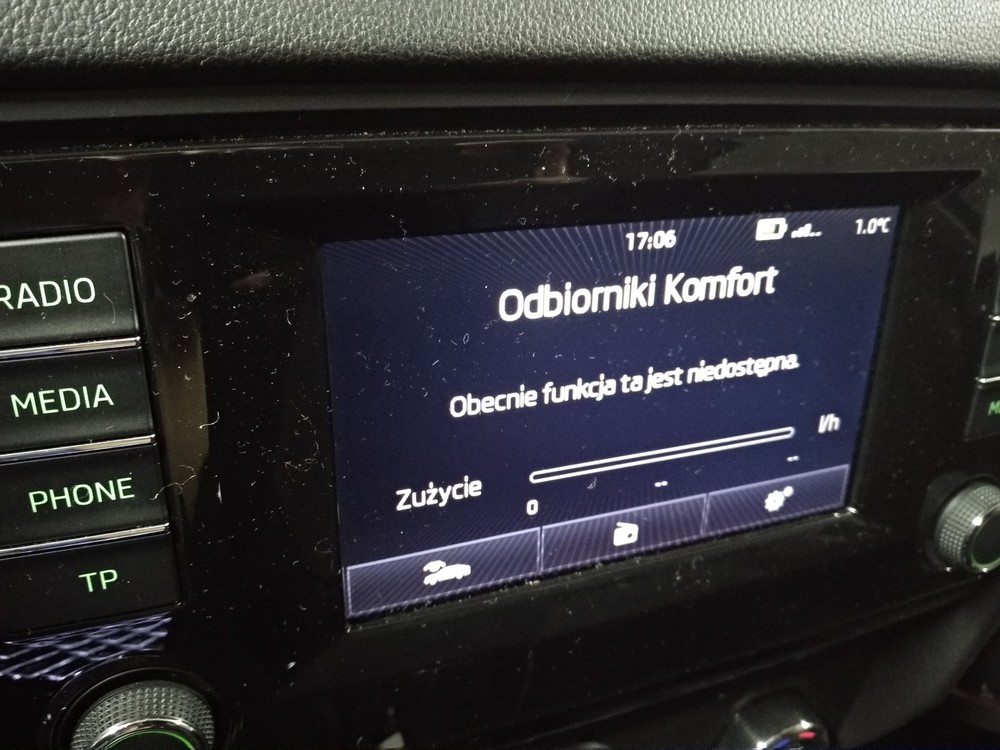 RADIO
MEDIA
PHONE
TP
17:06
1.0°C
Odbiorniki Komfort
Obecnie funkcja ta jest niedostępna.
l/h
Zużycie
0
--
--